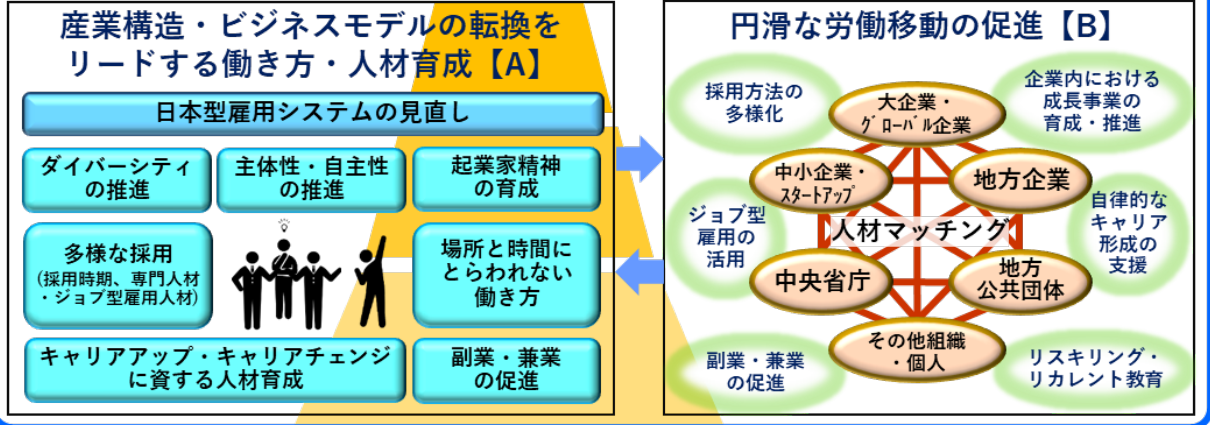 産業構造・ビジネスモデルの転換を
リードする働き方・人材育成【A】
日本型雇用システムの見直し
ダイバーシティ
の推進
主体性・自主性
の推進
起業家精神
の育成
多様な採用
(採用時期、専門人材
・ジョブ型雇用人材)
場所と時間に
とらわれない
働き方
キャリアアップ・キャリアチェンジ
に資する人材育成
副業・兼業
の促進
円滑な労働移動の促進【B】
採用方法の
多様化
大企業・
グローバル企業
企業内における
成長事業の
育成・推進
中小企業・
スタートアップ
地方企業
ジョブ型
雇用の
活用
人材マッチング
自律的な
キャリア
形成の
支援
中央省庁
地方
公共団体
副業・兼業
の促進
その他組織
・個人
リスキリング・
リカレント教育